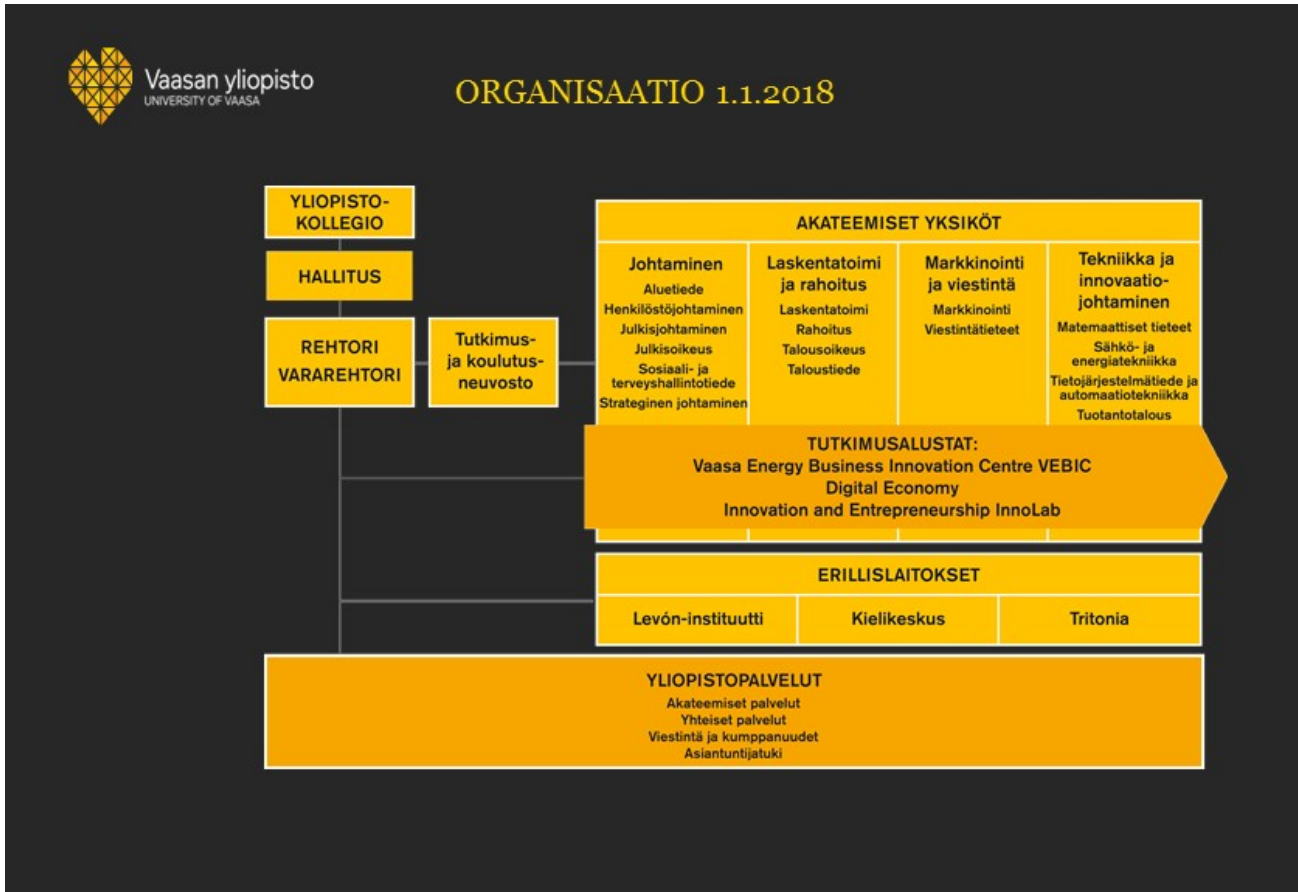 Vaasan yliopisto
UNIVERSITY OF VAASA
ORGANISAATIO 1.1.2018
YLIOPISTO-
KOLLEGIO
HALLITUS
REHTORI
VARAREHTORI
Tutkimus-
ja koulutus-
neuvosto
AKATEEMISET YKSIKÖT
Johtaminen
Aluetiede
Henkilöstöjohtaminen
Julkisjohtaminen
Julkisoikeus
Sosiaali- ja
terveyshallintotiede
Strateginen johtaminen
Laskentatoimi
ja rahoitus
Laskentatoimi
Rahoitus
Talousoikeus
Taloustiede
Markkinointi
ja viestintä
Markkinointi
Viestintätieteet
Tekniikka ja
innovaatio-
johtaminen
Matemaattiset tieteet
Sähkö- ja
energiatekniikka
Tietojärjestelmätiede ja
automaatiotekniikka
Tuotantotalous
TUTKIMUSALUSTAT:
Vaasa Energy Business Innovation Centre VEBIC
Digital Economy
Innovation and Entrepreneurship InnoLab
ERILLISLAITOKSET
Levón-instituutti
Kielikeskus
Tritonia
YLIOPISTOPALVELUT
Akateemiset palvelut
Yhteiset palvelut
Viestintä ja kumppanuudet
Asiantuntijatuki